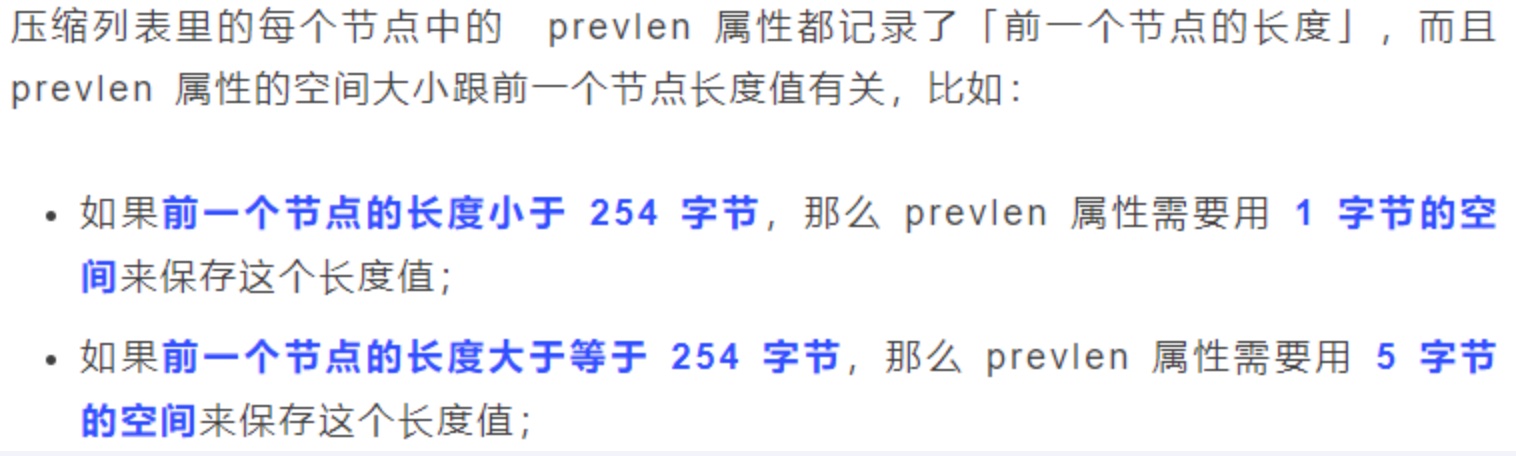 压缩列表里的每个节点中的 prevlen 属性都记录了「前一个节点的长度」，而且
prevlen 属性的空间大小跟前一个节点长度值有关，比如：
• 如果前一个节点的长度小于 254 字节，那么 prevlen 属性需要用 1 字节的空
间来保存这个长度值；
• 如果前一个节点的长度大于等于 254 字节，那么 prevlen 属性需要用 5 字节
的空间来保存这个长度值；